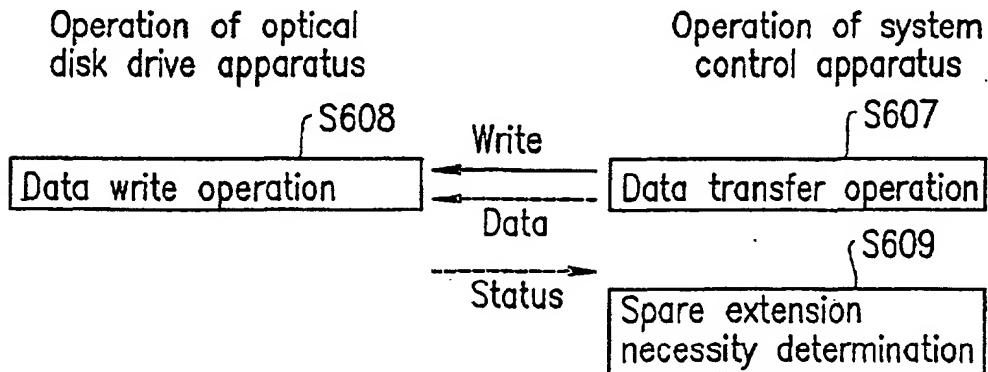 Operation of optical
disk drive apparatus
Operation of system
control apparatus
S608
S607
Write
Data write operation
Data transfer operation
Data
S609
Status
Spare extension
necessity determination